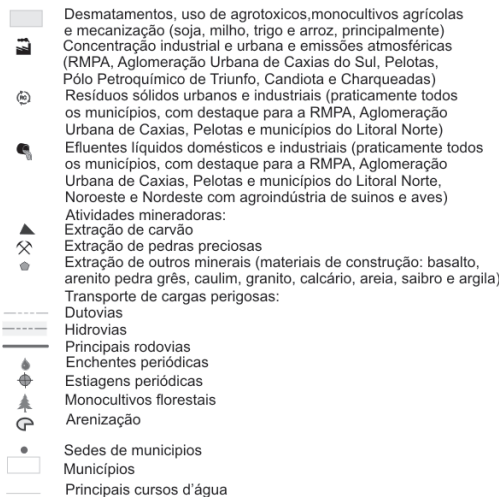 Desmatamentos, uso de agrotoxicos,monocultivos agrícolas
e mecanização (soja, milho, trigo e arroz, principalmente)
Concentração industrial e urbana e emissões atmosféricas
(RMPA, Aglomeração Urbana de Caxias do Sul, Pelotas,
Pólo Petroquímico de Triunfo, Candiota e Charqueadas)
Resíduos sólidos urbanos e industriais (praticamente todos
os municípios, com destaque para a RMPA, Aglomeração
Urbana de Caxias, Pelotas e municípios do Litoral Norte)
Efluentes líquidos domésticos e industriais (praticamente todos
os municípios, com destaque para a RMPA, Aglomeração
Urbana de Caxias, Pelotas e municípios do Litoral Norte,
Noroeste e Nordeste com agroindústria de suinos e aves)
Atividades mineradoras:
Extração de carvão
Extração de pedras preciosas
Extração de outros minerais (materiais de construção: basalto,
arenito pedra grês, caulim, granito, calcário, areia, saibro e argila)
Transporte de cargas perigosas:
Dutovias
Hidrovias
Principais rodovias
Enchentes periódicas
Estiagens periódicas
Monocultivos florestais
Arenização
Sedes de municipios
Municípios
Principais cursos d'água